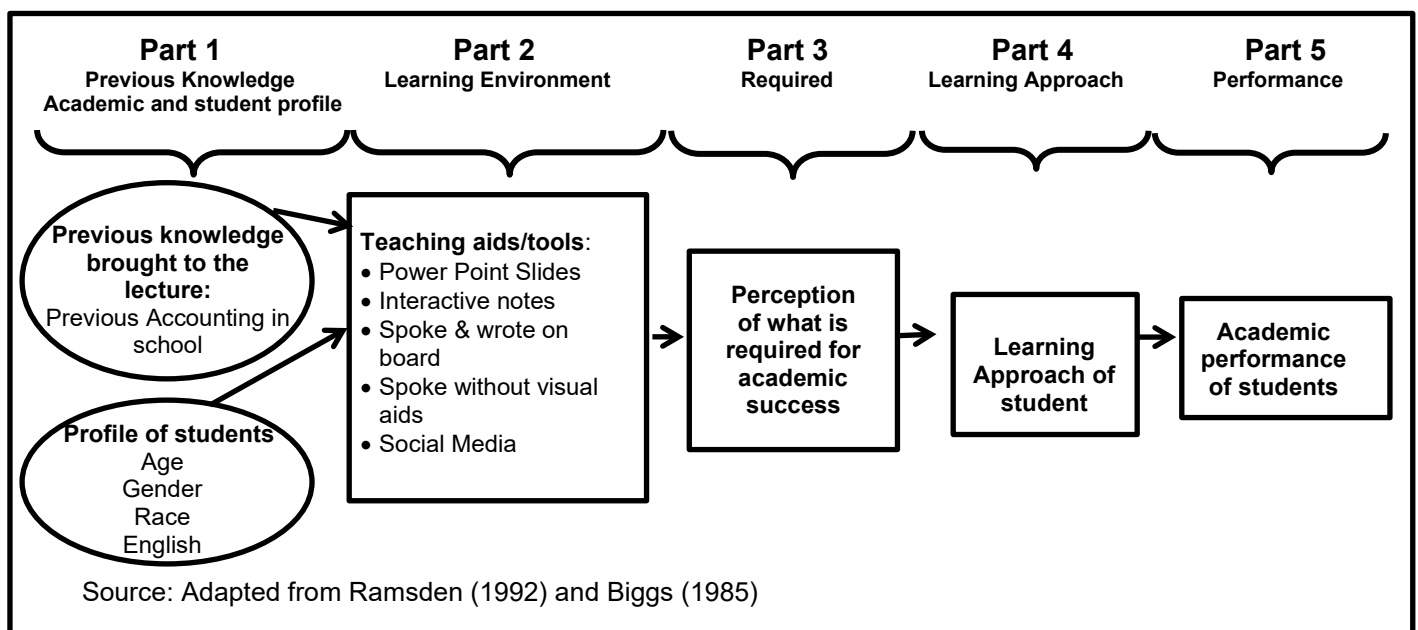 Part 1
Previous Knowledge
Academic and student profile
Part 2
Learning Environment
Part 3
Required
Part 4
Learning Approach
Part 5
Performance
Previous knowledge
brought to the
lecture:
Previous Accounting in
school
Profile of students
Age
Gender
Race
English
Teaching aids/tools:
• Power Point Slides
• Interactive notes
• Spoke & wrote on
board
• Spoke without visual
aids
• Social Media
Perception
of what is
required for
academic
success
Learning
Approach of
student
Academic
performance
of students
Source: Adapted from Ramsden (1992) and Biggs (1985)